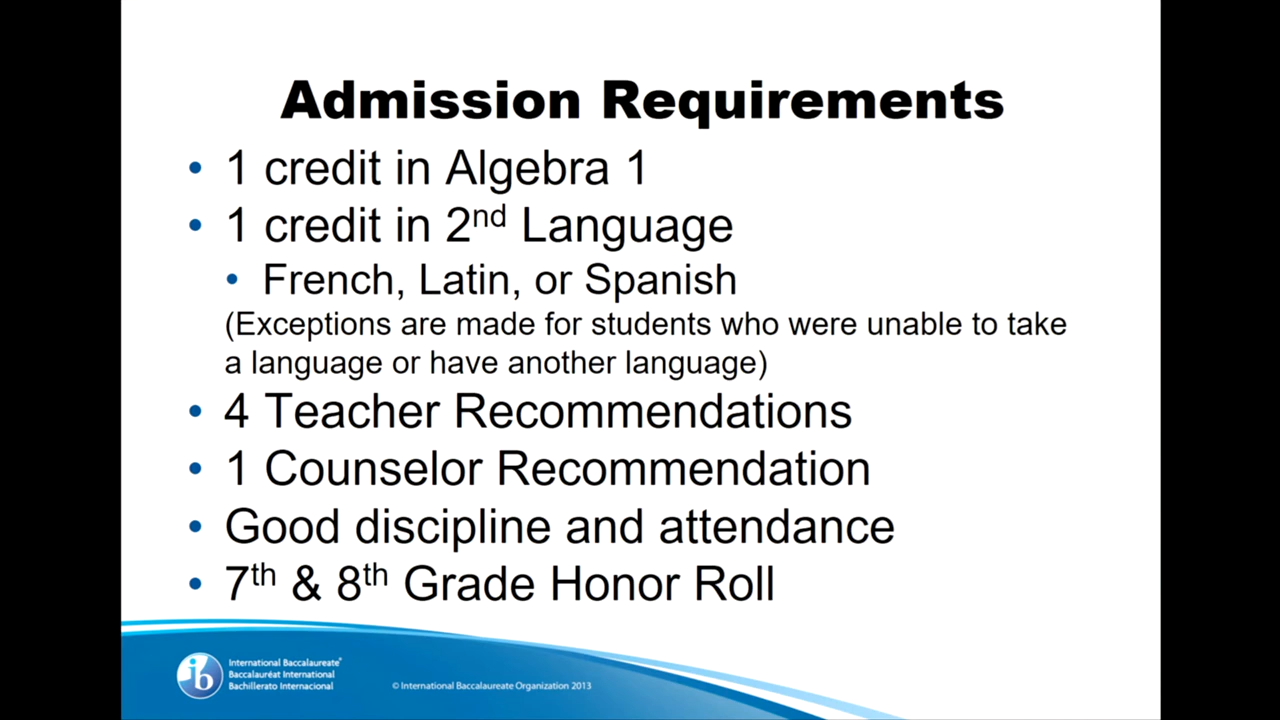 Admission Requirements
• 1 credit in Algebra 1
• 1 credit in 2nd Language
• French, Latin, or Spanish
(Exceptions are made for students who were unable to take
a language or have another language)
• 4 Teacher Recommendations
• 1 Counselor Recommendation
• Good discipline and attendance
• 7th & 8th Grade Honor Roll
ib
International Baccalaureate®
Baccalauréat International
Bachillerato Internacional
© International Baccalaureate Organization 2013